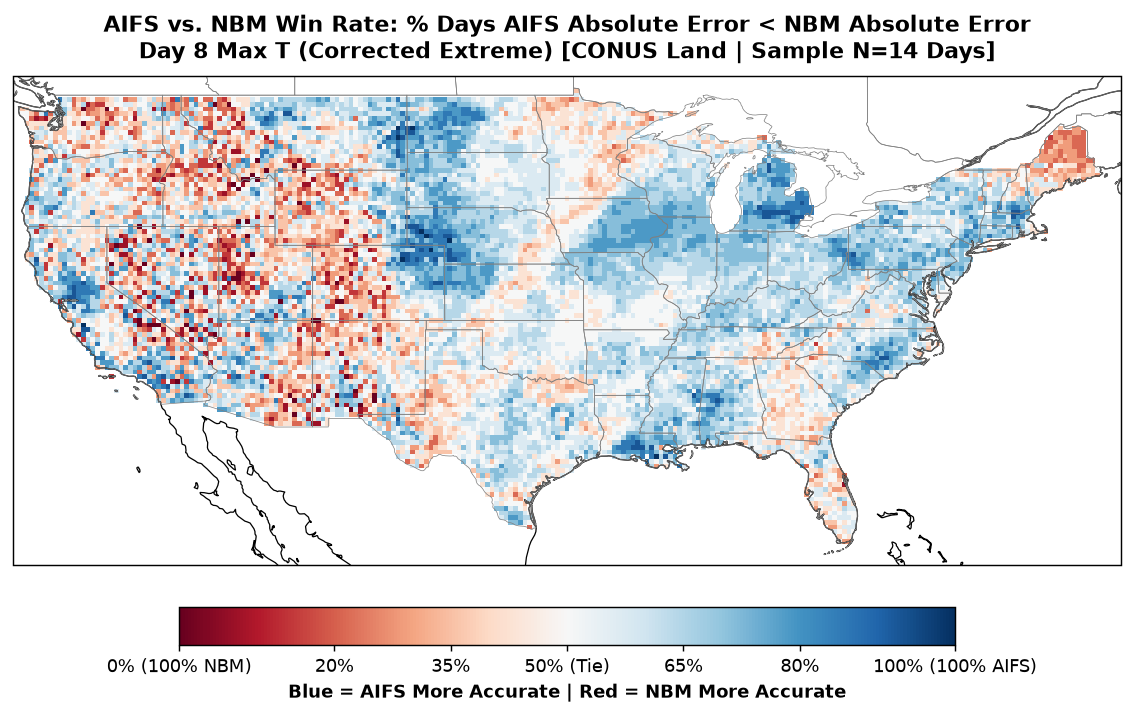 AIFS vs. NBM Win Rate: % Days AIFS Absolute Error < NBM Absolute Error
Day 8 Max T (Corrected Extreme) [CONUS Land | Sample N=14 Days]
0% (100% NBM) 20% 35% 50% (Tie) 65% 80% 100% (100% AIFS)
Blue = AIFS More Accurate | Red = NBM More Accurate